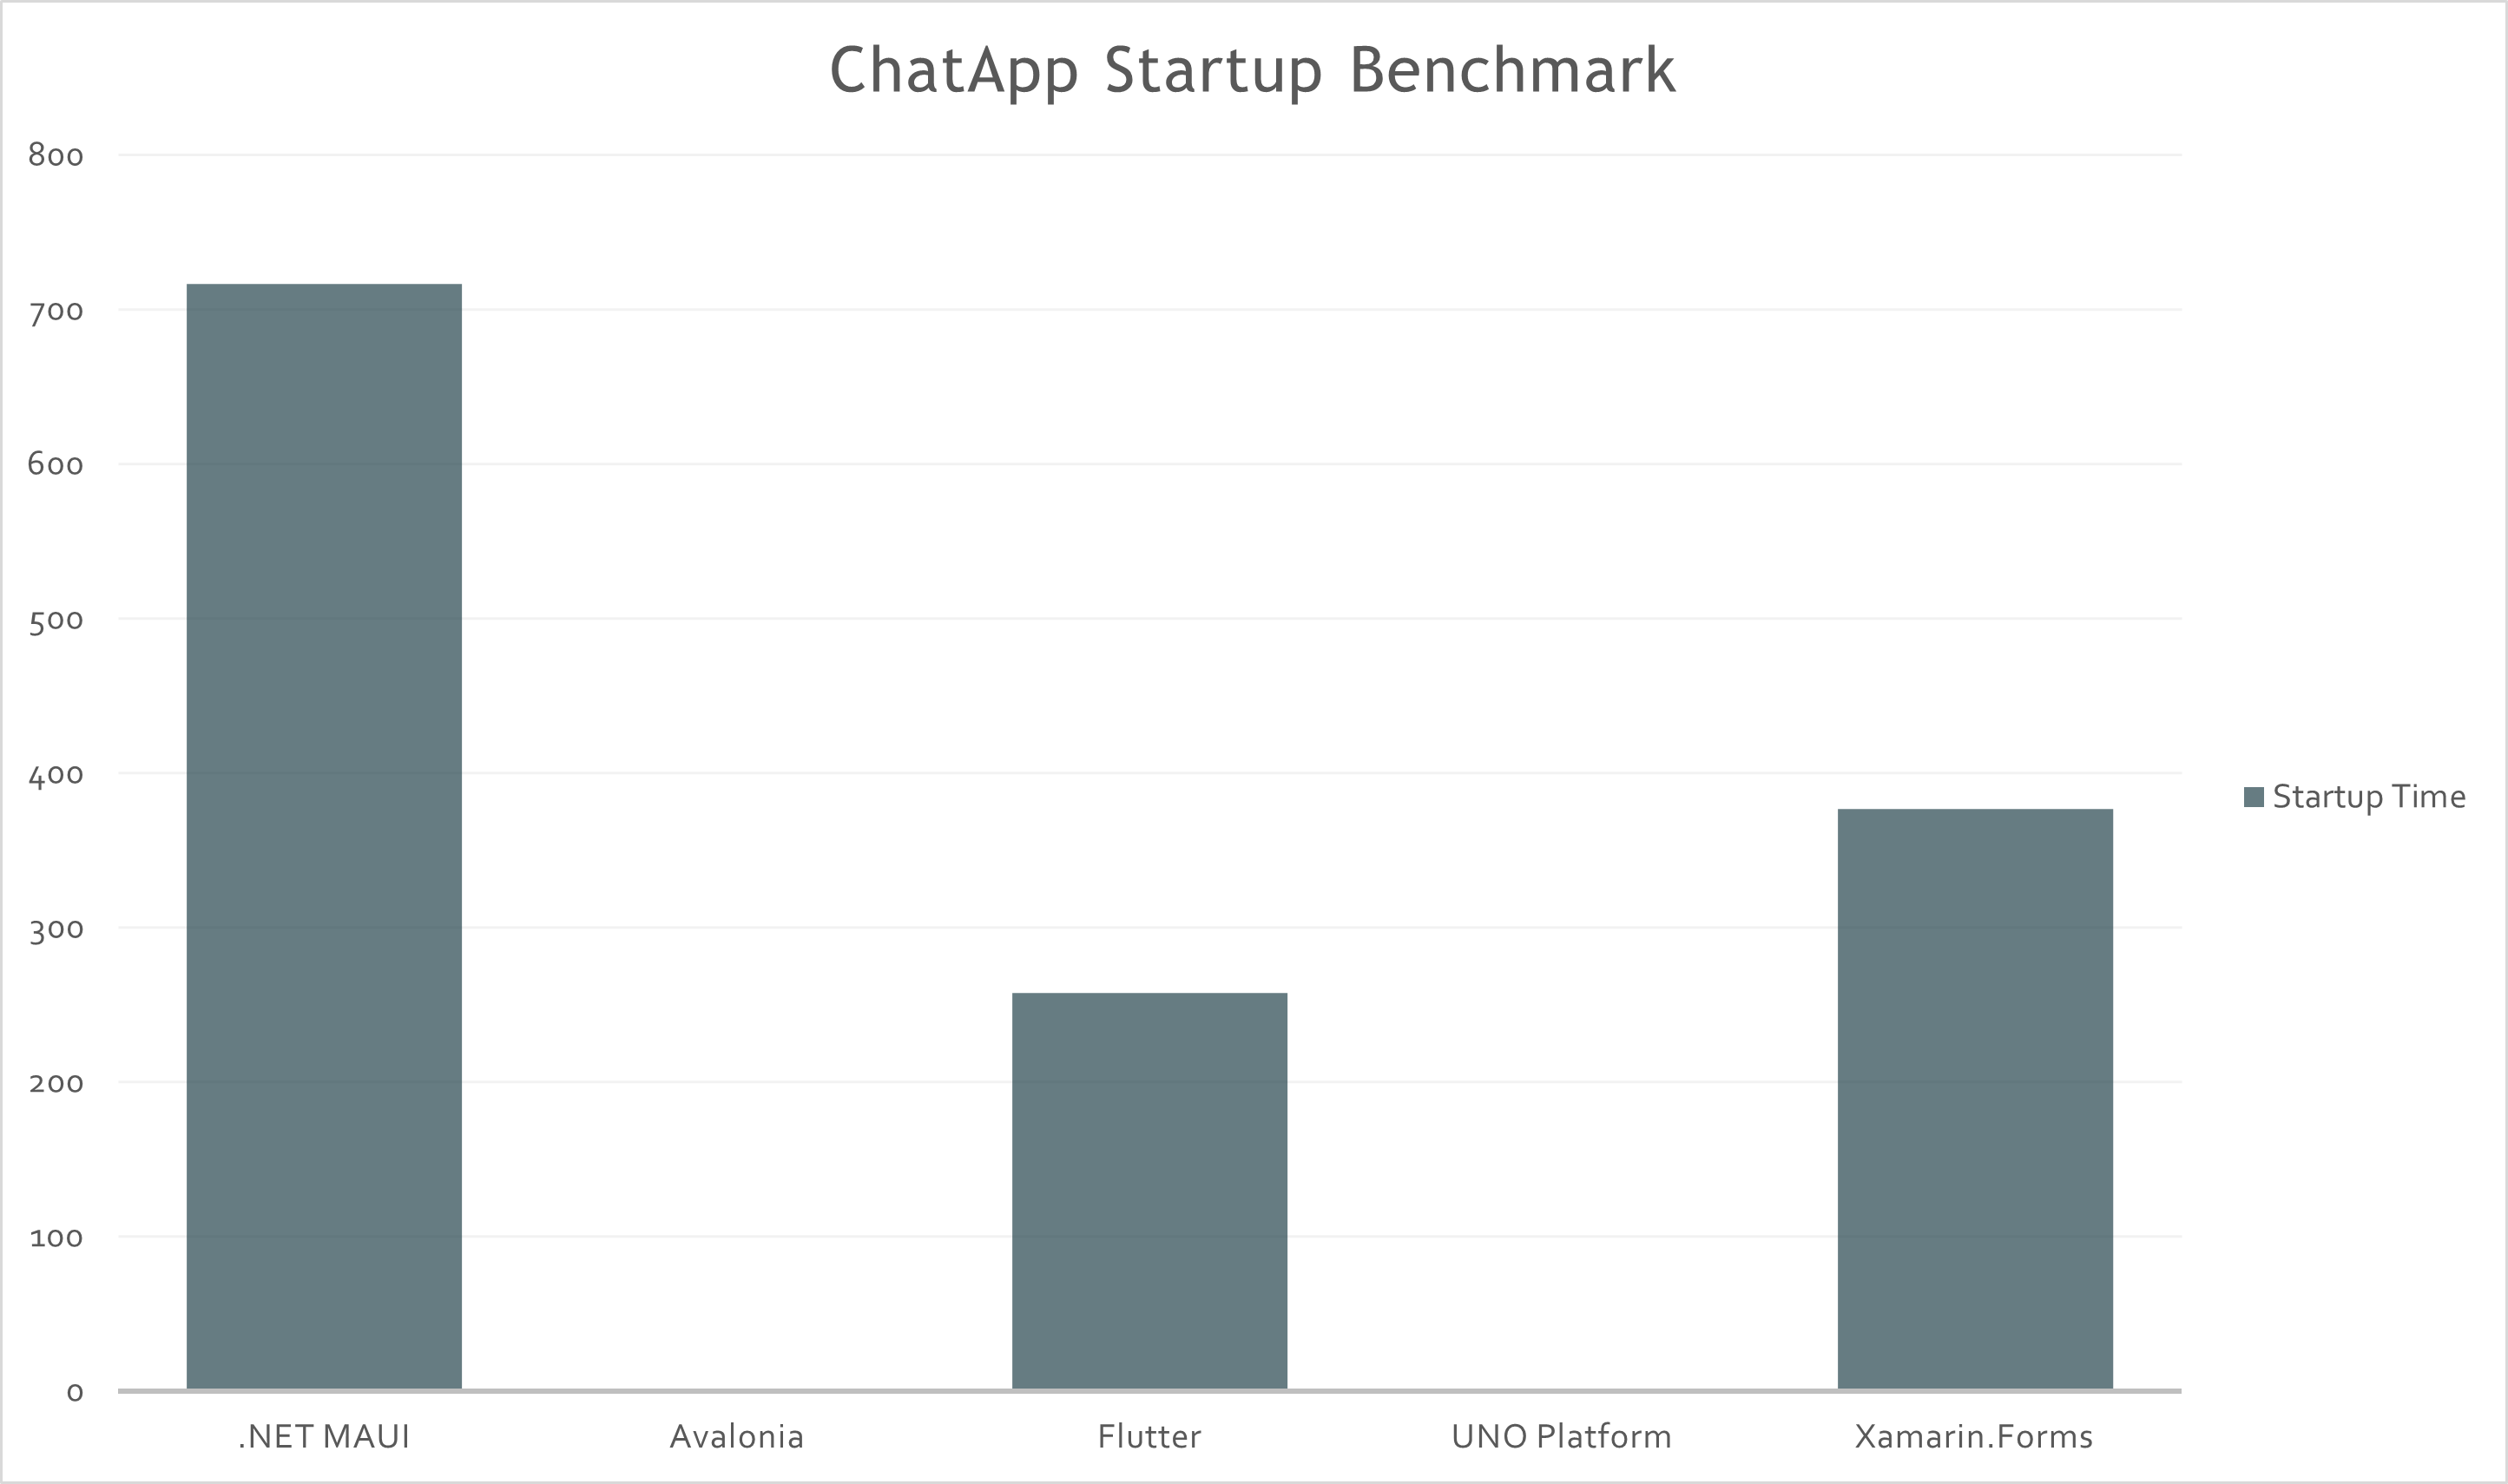 ChatApp Startup Benchmark
800
700
600
500
400
300
200
100
0
Startup Time
.NET MAUI
Avalonia
Flutter
UNO Platform
Xamarin.Forms